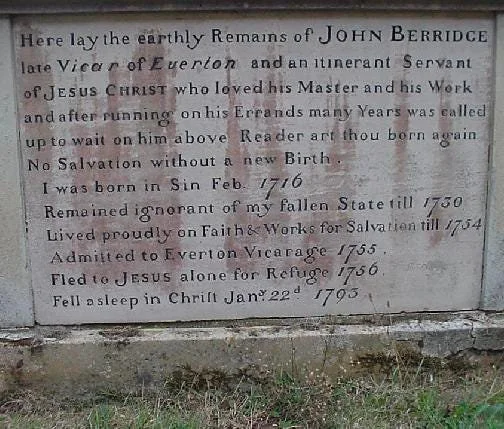 Here lay the earthly Remains of JOHN BERRIDGE
late Vicar of Everton and an itinerant Servant
of JESUS CHRIST who loved his Master and his Work
and after running on his Errands many Years was called
up to wait on him above Reader art thou born again
No Salvation without a new Birth.
I was born in Sin Feb. 1716
Remained ignorant of my fallen State till 1730
Lived proudly on Faith & Works for Salvation till 1754
Admitted to Everton Vicarage 1755.
Fled to JESUS alone for Refuge 1756.
Fell asleep in Christ Jany. 22d 1793.